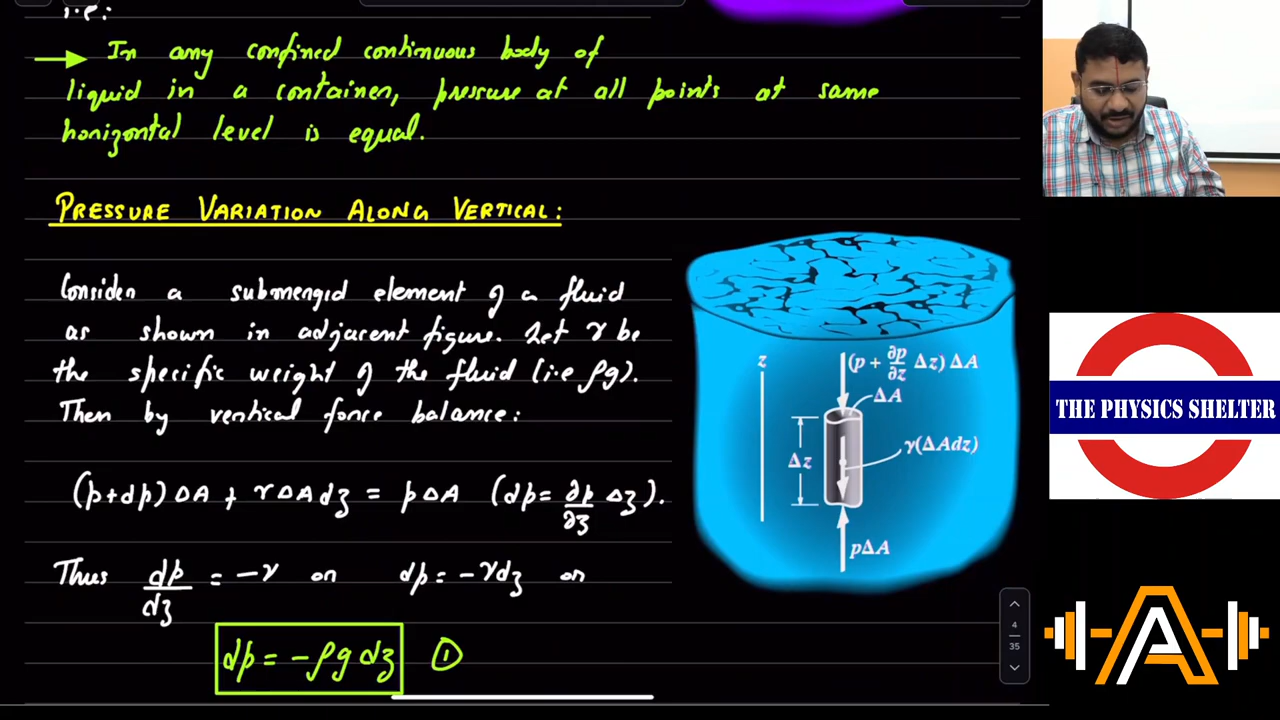 i.e:
→ In any confined continuous body of
liquid in a container, pressure at all points at same
horizontal level is equal.
PRESSURE VARIATION ALONG VERTICAL:
Consider a submerged element of a fluid
as shown in adjacent figure. Let γ be
the specific weight of the fluid (i.e ρg).
Then by vertical force balance:
(p+dp) ΔA + γΔA dz = pΔA (dp = ∂p/∂z Δz).
Thus dp/dz = -γ or dp = -γdz or
dp = -ρg dz ①
z
(p + ∂p/∂z Δz) ΔA
ΔA
Δz
γ(ΔAdz)
pΔA
THE PHYSICS SHELTER
4
35
A